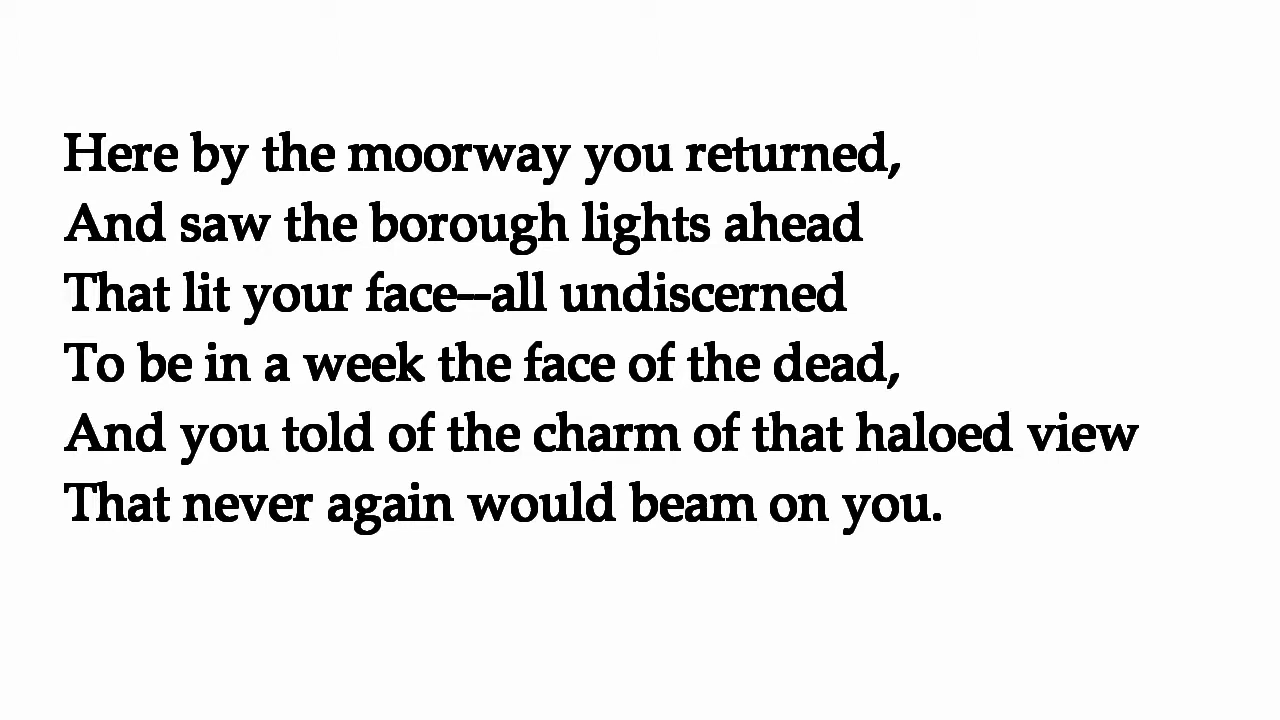 Here by the moorway you returned,
And saw the borough lights ahead
That lit your face--all undiscerned
To be in a week the face of the dead,
And you told of the charm of that haloed view
That never again would beam on you.